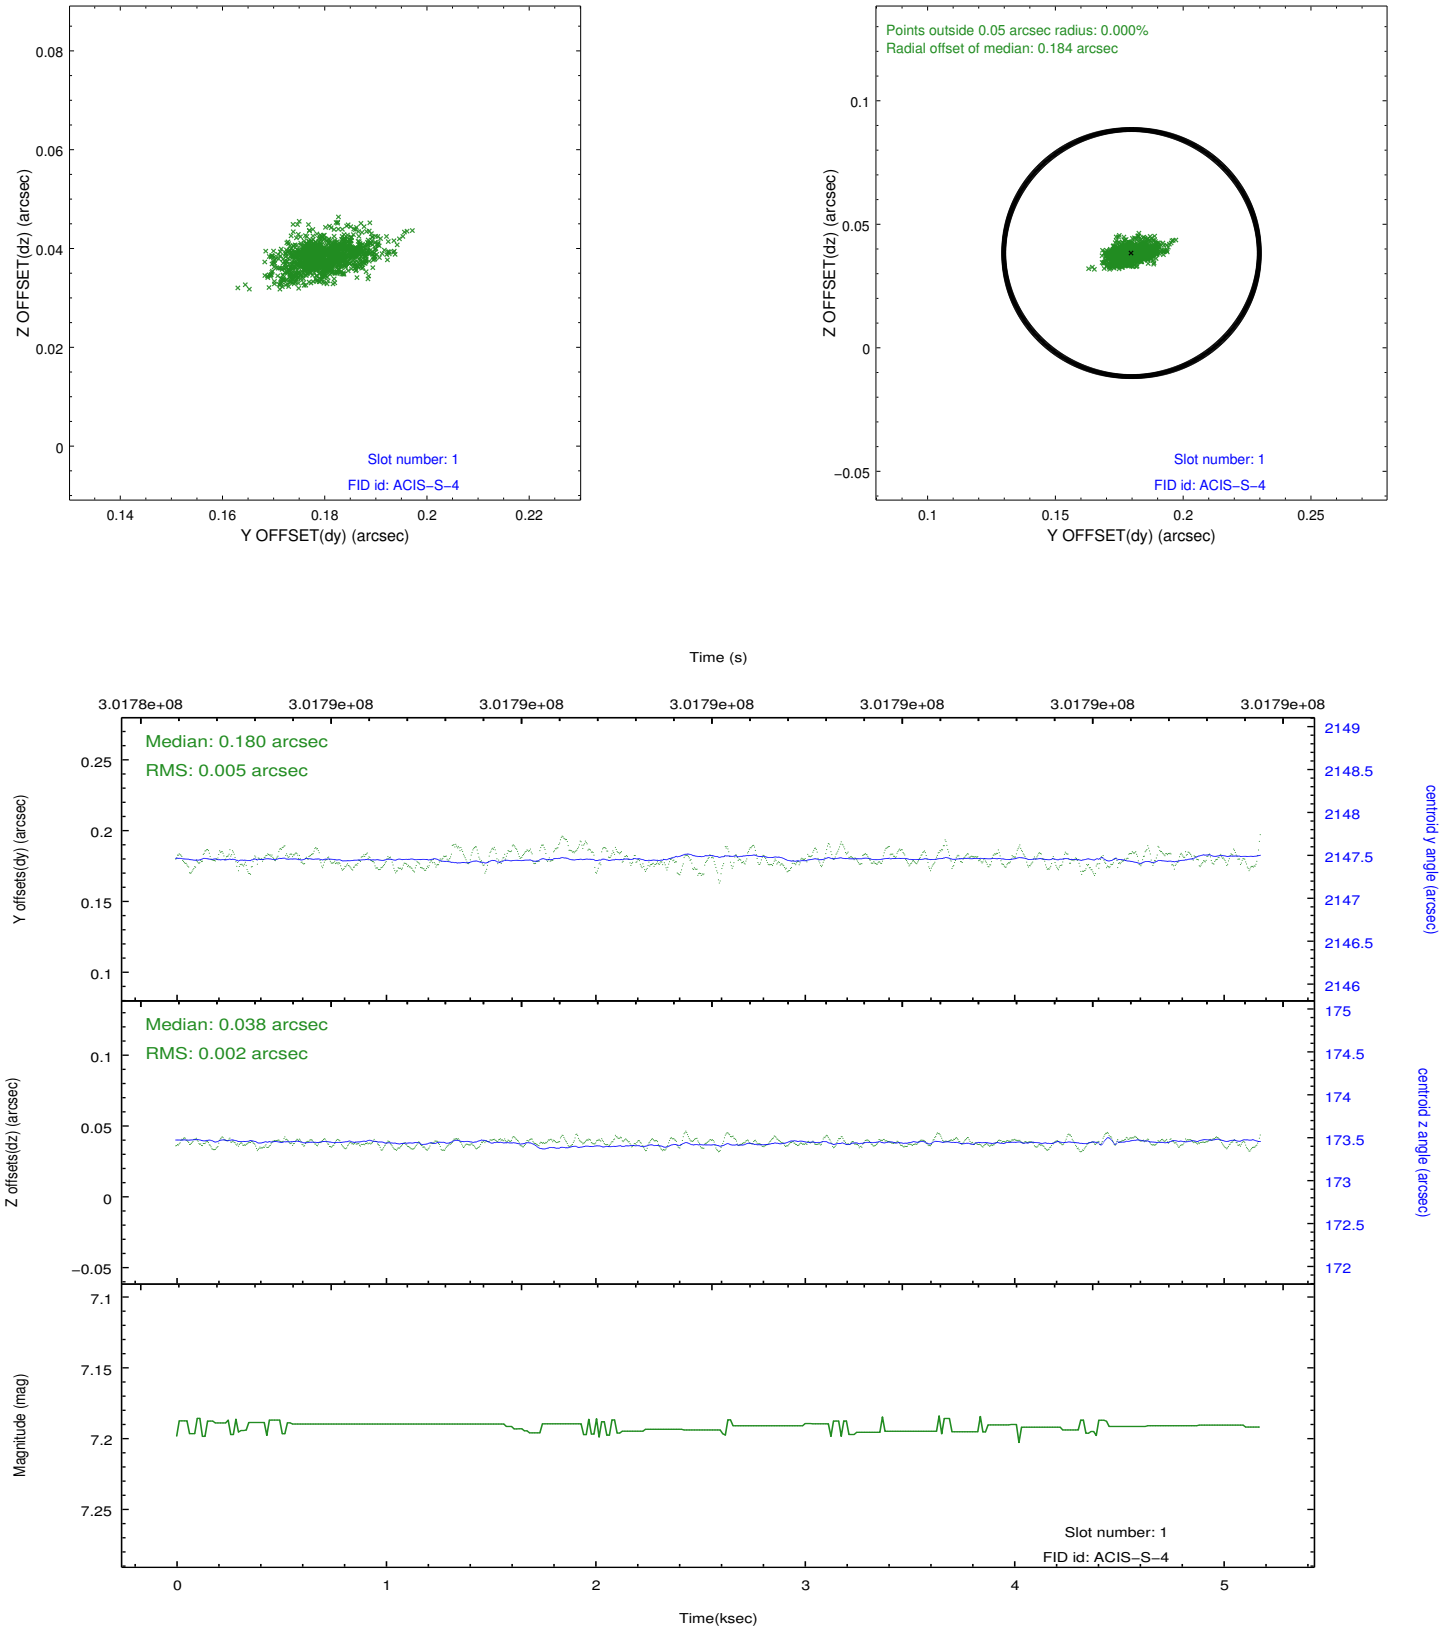 0.08
0.06
0.04
0.02
0
Z OFFSET(dz) (arcsec)
Slot number: 1
FID id: ACIS−S−4
0.14 0.16 0.18 0.2 0.22
Y OFFSET(dy) (arcsec)
Points outside 0.05 arcsec radius: 0.000%
Radial offset of median: 0.184 arcsec
0.1
0.05
0
−0.05
Z OFFSET(dz) (arcsec)
Slot number: 1
FID id: ACIS−S−4
0.1 0.15 0.2 0.25
Y OFFSET(dy) (arcsec)
Time (s)
3.0178e+08 3.0179e+08 3.0179e+08 3.0179e+08 3.0179e+08 3.0179e+08 3.0179e+08
Median: 0.180 arcsec
RMS: 0.005 arcsec
0.25
0.2
0.15
0.1
Y offsets(dy) (arcsec)
2149
2148.5
2148
2147.5
2147
2146.5
2146
centroid y angle (arcsec)
Median: 0.038 arcsec
RMS: 0.002 arcsec
0.1
0.05
0
−0.05
Z offsets(dz) (arcsec)
175
174.5
174
173.5
173
172.5
172
centroid z angle (arcsec)
7.1
7.15
7.2
7.25
Magnitude (mag)
Slot number: 1
FID id: ACIS−S−4
0 1 2 3 4 5
Time(ksec)